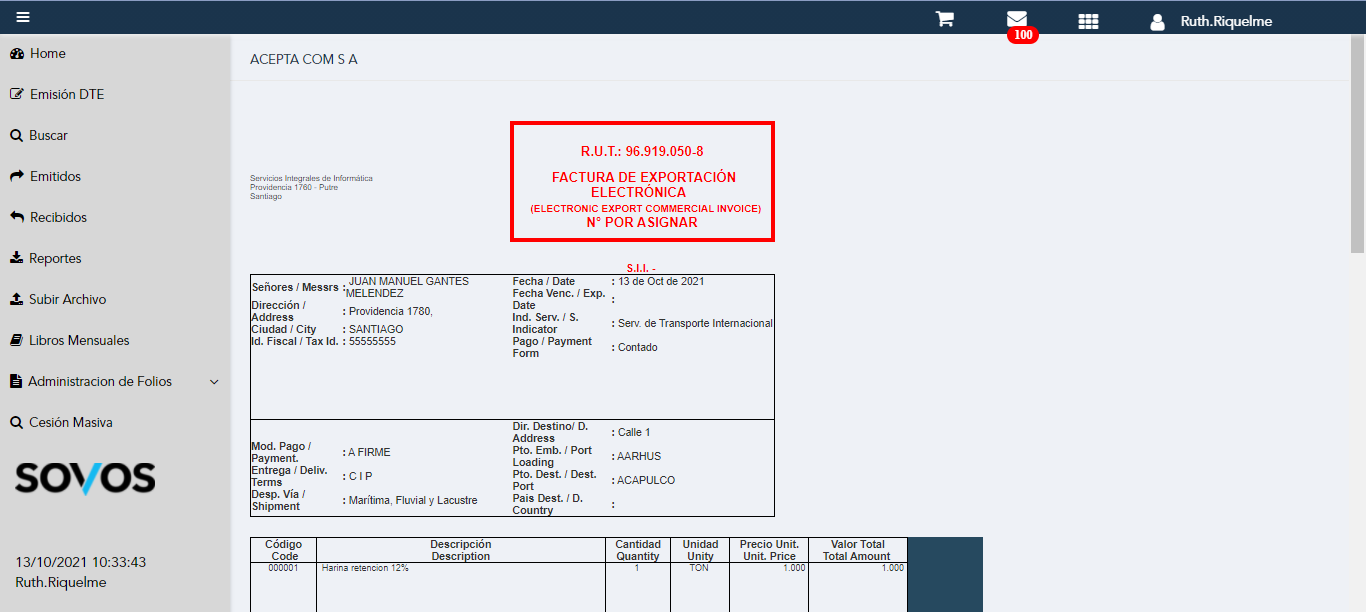 Ruth.Riquelme
100
Home
Emisión DTE
Buscar
Emitidos
Recibidos
Reportes
Subir Archivo
Libros Mensuales
Administracion de Folios
Cesión Masiva
SOVOS
13/10/2021 10:33:43
Ruth.Riquelme
ACEPTA COM S A
Servicios Integrales de Informática
Providencia 1760 - Putre
Santiago
R.U.T.: 96.919.050-8
FACTURA DE EXPORTACIÓN
ELECTRÓNICA
(ELECTRONIC EXPORT COMMERCIAL INVOICE)
N° POR ASIGNAR
S.I.I. -
Señores / Messrs : JUAN MANUEL GANTES
MELENDEZ
Dirección /
Address : Providencia 1780,
Ciudad / City : SANTIAGO
Id. Fiscal / Tax Id. : 55555555
Fecha / Date : 13 de Oct de 2021
Fecha Venc. / Exp.
Date :
Ind. Serv. / S.
Indicator : Serv. de Transporte Internacional
Pago / Payment
Form : Contado
Mod. Pago /
Payment. : A FIRME
Entrega / Deliv.
Terms : C I P
Desp. Vía /
Shipment : Marítima, Fluvial y Lacustre
Dir. Destino/ D.
Address : Calle 1
Pto. Emb. / Port
Loading : AARHUS
Pto. Dest. / Dest.
Port : ACAPULCO
Pais Dest. / D.
Country :
Código Descripción Cantidad Unidad Precio Unit. Valor Total
Code Description Quantity Unity Unit. Price Total Amount
000001 Harina retencion 12% 1 TON 1.000 1.000